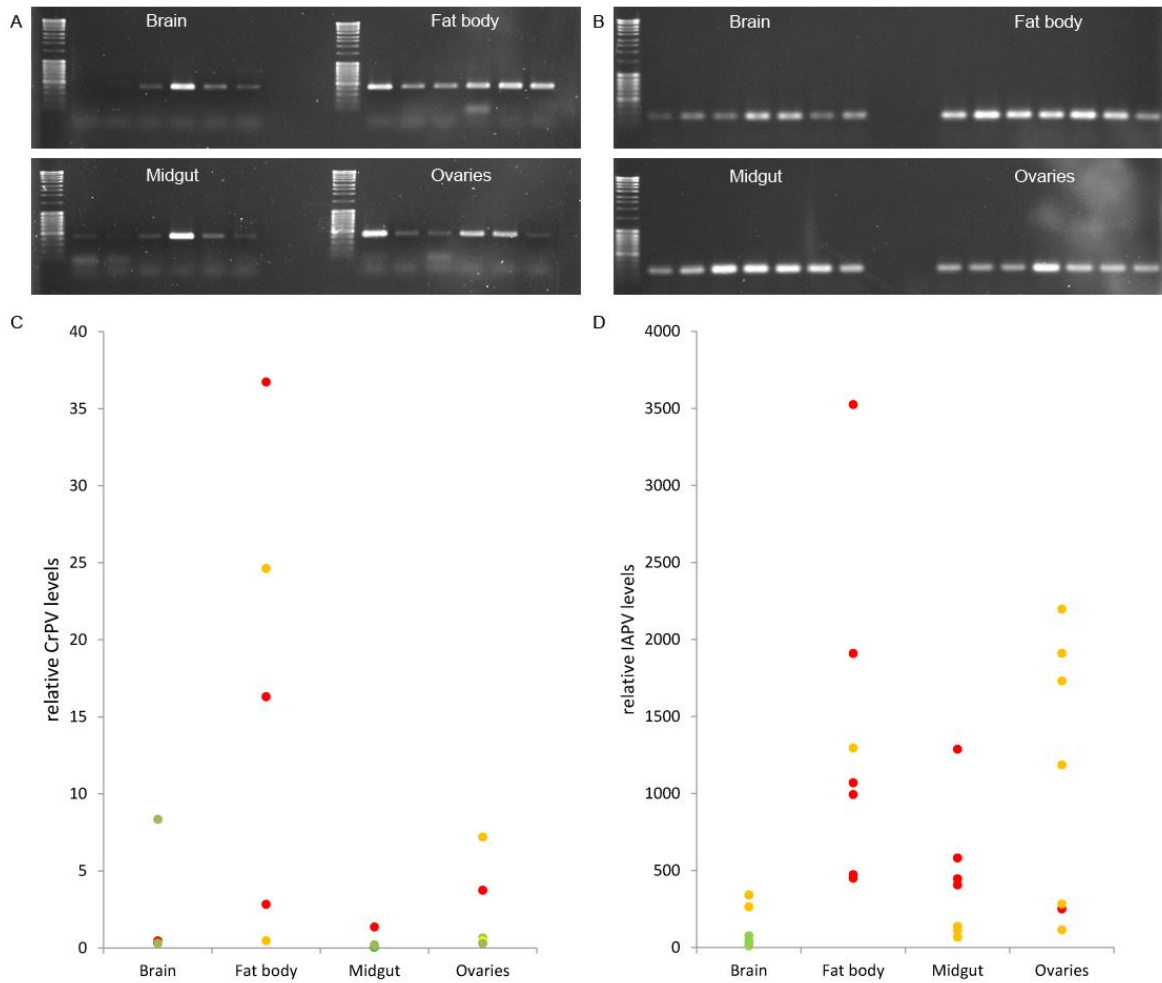 A
Brain
Fat body
Midgut
Ovaries
B
Brain
Fat body
Midgut
Ovaries
C
40
35
30
25
20
15
10
5
0
relative CrPV levels
Brain
Fat body
Midgut
Ovaries
D
4000
3500
3000
2500
2000
1500
1000
500
0
relative IAPV levels
Brain
Fat body
Midgut
Ovaries